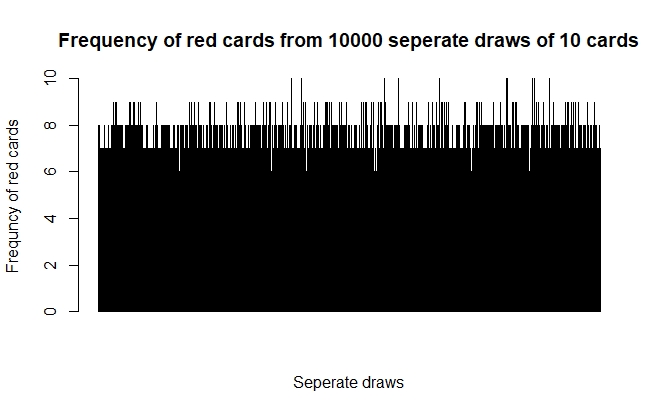 Frequency of red cards from 10000 seperate draws of 10 cards
Frequncy of red cards
10
8
6
4
2
0
Seperate draws